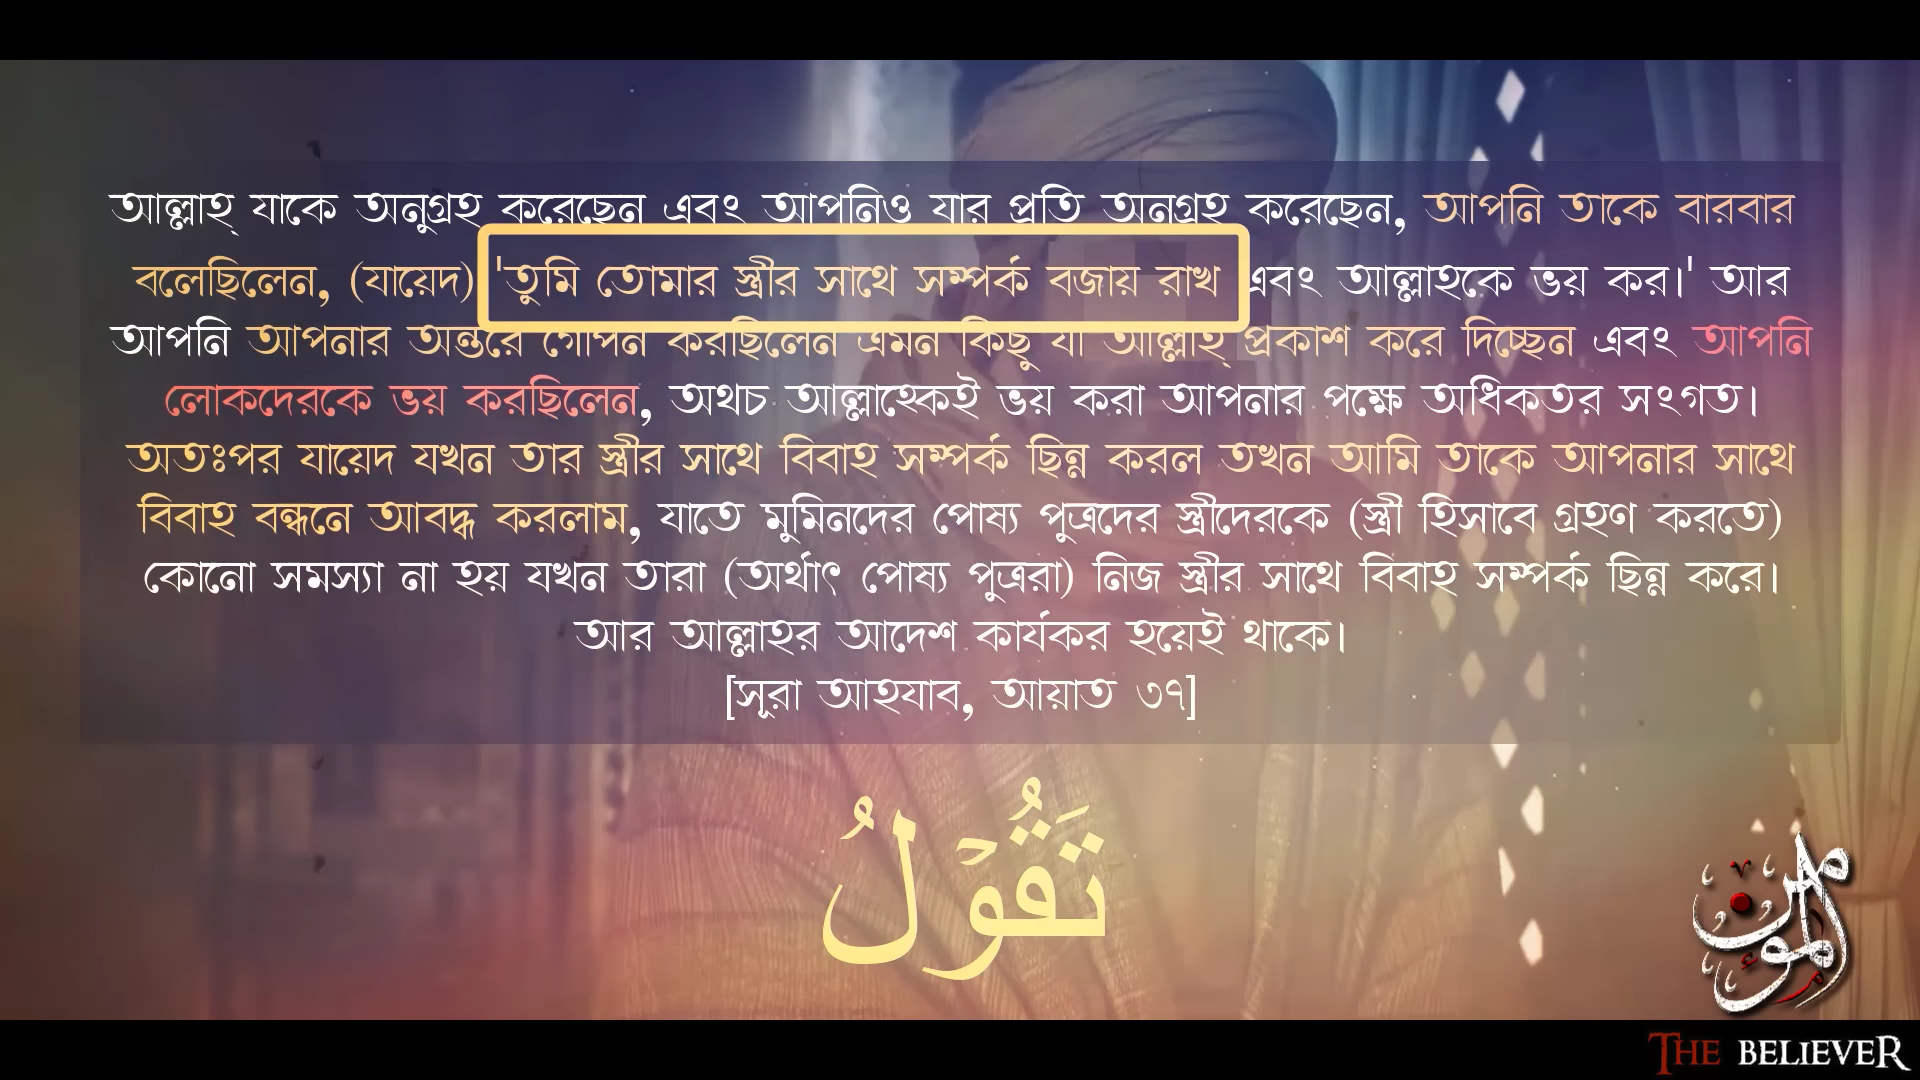 আল্লাহ্ যাকে অনুগ্রহ করেছেন এবং আপনিও যার প্রতি অনগ্রহ করেছেন, আপনি তাকে বারবার
বলেছিলেন, (যায়েদ) 'তুমি তোমার স্ত্রীর সাথে সম্পর্ক বজায় রাখ এবং আল্লাহকে ভয় কর।' আর
আপনি আপনার অন্তরে গোপন করছিলেন এমন কিছু যা আল্লাহ্ প্রকাশ করে দিচ্ছেন এবং আপনি
লোকদেরকে ভয় করছিলেন, অথচ আল্লাহ্কেই ভয় করা আপনার পক্ষে অধিকতর সংগত।
অতঃপর যায়েদ যখন তার স্ত্রীর সাথে বিবাহ সম্পর্ক ছিন্ন করল তখন আমি তাকে আপনার সাথে
বিবাহ বন্ধনে আবদ্ধ করলাম, যাতে মুমিনদের পোষ্য পুত্রদের স্ত্রীদেরকে (স্ত্রী হিসাবে গ্রহণ করতে)
কোনো সমস্যা না হয় যখন তারা (অর্থাৎ পোষ্য পুত্ররা) নিজ স্ত্রীর সাথে বিবাহ সম্পর্ক ছিন্ন করে।
আর আল্লাহর আদেশ কার্যকর হয়েই থাকে।
[সূরা আহযাব, আয়াত ৩৭]
تَقُوۡلُ
المؤمن
THE BELIEVER